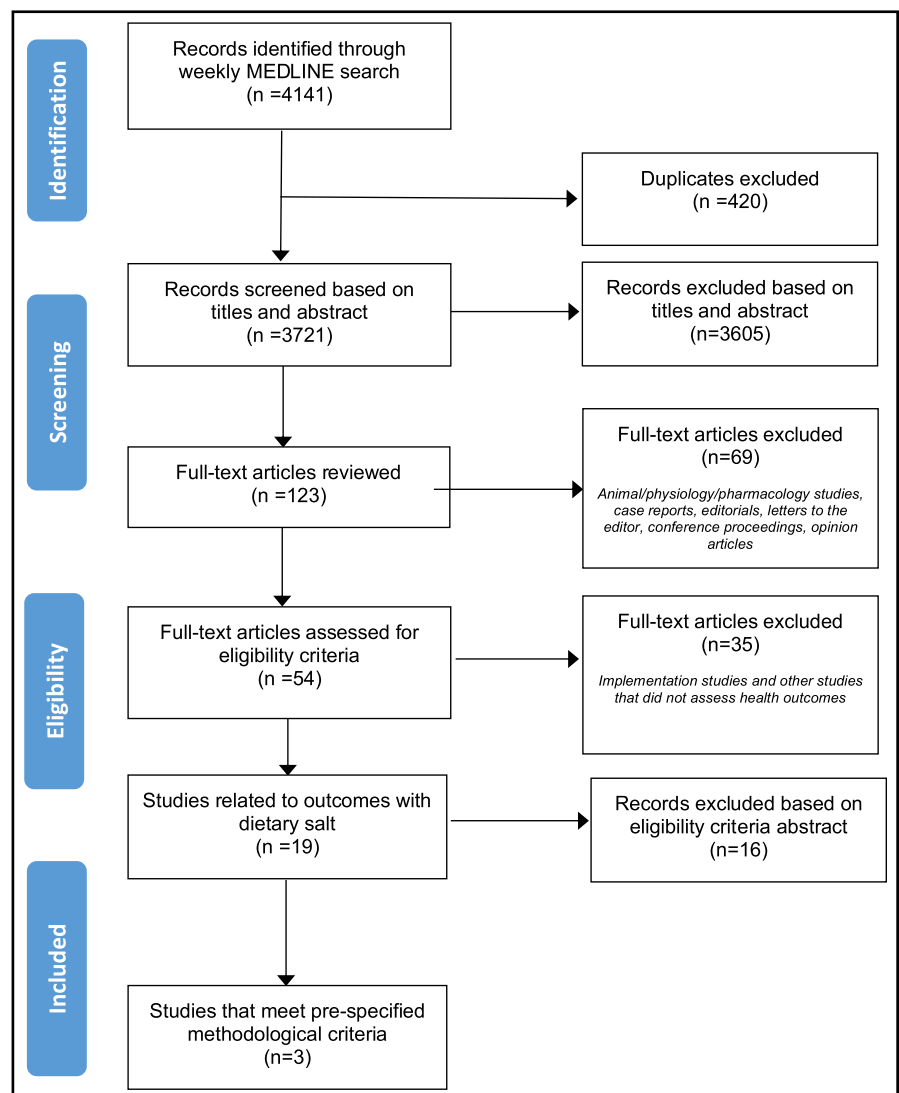 Identification
Records identified through
weekly MEDLINE search
(n =4141)
Duplicates excluded
(n =420)
Screening
Records screened based on
titles and abstract
(n =3721)
Records excluded based on
titles and abstract
(n=3605)
Full-text articles reviewed
(n =123)
Full-text articles excluded
(n=69)
Animal/physiology/pharmacology studies,
case reports, editorials, letters to the
editor, conference proceedings, opinion
articles
Eligibility
Full-text articles assessed for
eligibility criteria
(n =54)
Full-text articles excluded
(n=35)
Implementation studies and other studies
that did not assess health outcomes
Studies related to outcomes with
dietary salt
(n =19)
Records excluded based on
eligibility criteria abstract
(n=16)
Included
Studies that meet pre-specified
methodological criteria
(n=3)